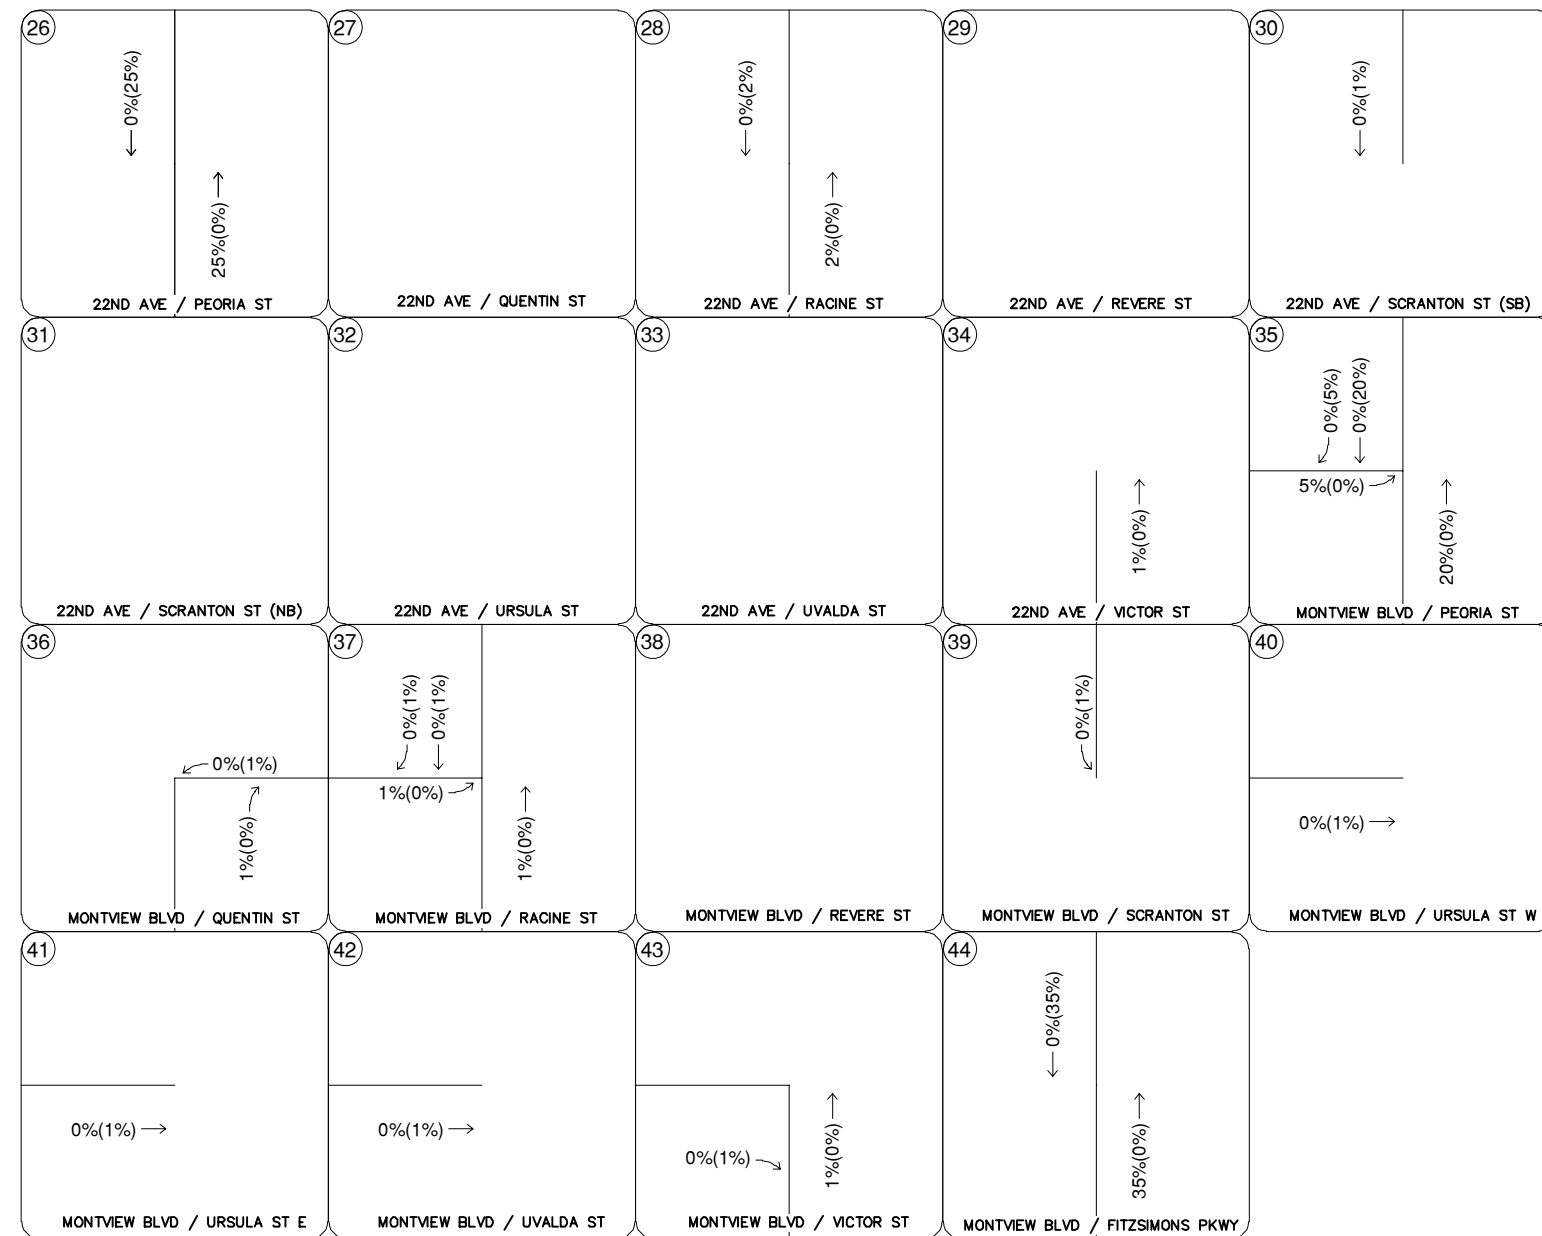 26
0%(25%)
25%(0%)
22ND AVE / PEORIA ST
27
22ND AVE / QUENTIN ST
28
0%(2%)
2%(0%)
22ND AVE / RACINE ST
29
22ND AVE / REVERE ST
30
0%(1%)
22ND AVE / SCRANTON ST (SB)
31
22ND AVE / SCRANTON ST (NB)
32
22ND AVE / URSULA ST
33
22ND AVE / UVALDA ST
34
1%(0%)
22ND AVE / VICTOR ST
35
0%(5%)
0%(20%)
5%(0%)
20%(0%)
MONTVIEW BLVD / PEORIA ST
36
0%(1%)
1%(0%)
MONTVIEW BLVD / QUENTIN ST
37
0%(1%)
0%(1%)
1%(0%)
1%(0%)
MONTVIEW BLVD / RACINE ST
38
MONTVIEW BLVD / REVERE ST
39
0%(1%)
MONTVIEW BLVD / SCRANTON ST
40
0%(1%)
MONTVIEW BLVD / URSULA ST W
41
0%(1%)
MONTVIEW BLVD / URSULA ST E
42
0%(1%)
MONTVIEW BLVD / UVALDA ST
43
0%(1%)
1%(0%)
MONTVIEW BLVD / VICTOR ST
44
0%(35%)
35%(0%)
MONTVIEW BLVD / FITZSIMONS PKWY